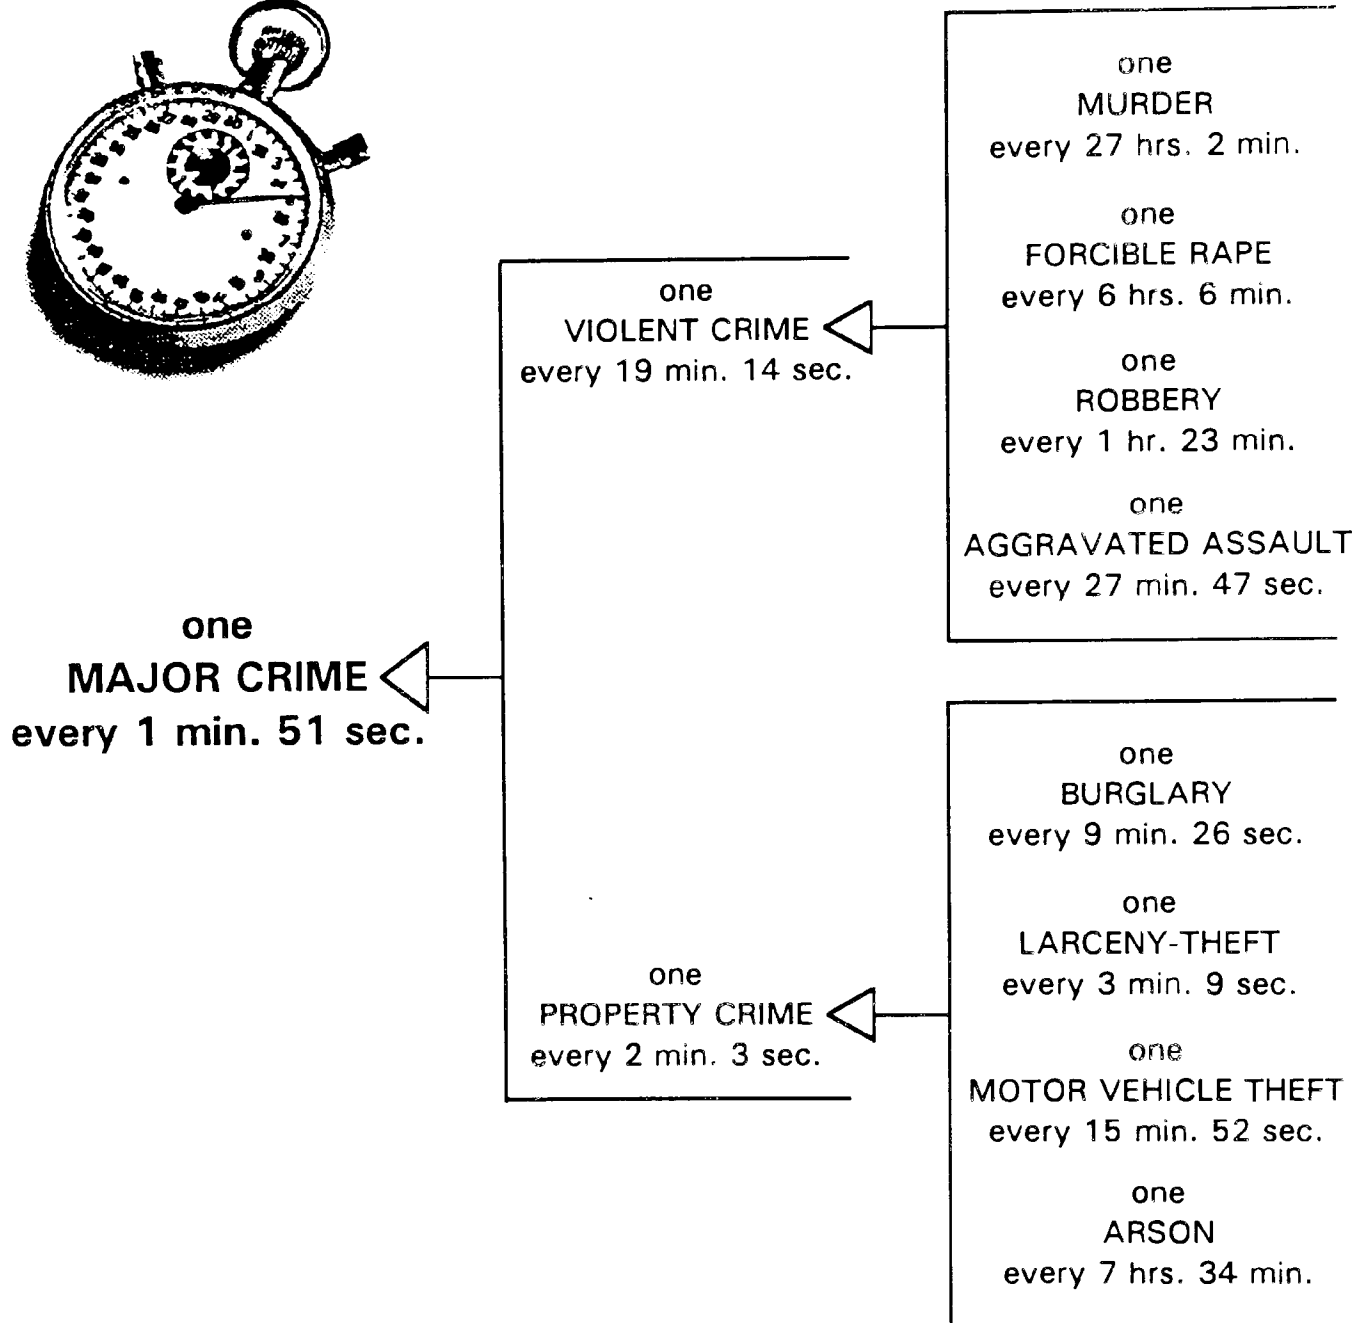 one
MURDER
every 27 hrs. 2 min.
one
FORCIBLE RAPE
every 6 hrs. 6 min.
one
VIOLENT CRIME
every 19 min. 14 sec.
one
ROBBERY
every 1 hr. 23 min.
one
AGGRAVATED ASSAULT
every 27 min. 47 sec.
one
MAJOR CRIME
every 1 min. 51 sec.
one
BURGLARY
every 9 min. 26 sec.
one
LARCENY-THEFT
every 3 min. 9 sec.
one
PROPERTY CRIME
every 2 min. 3 sec.
one
MOTOR VEHICLE THEFT
every 15 min. 52 sec.
one
ARSON
every 7 hrs. 34 min.